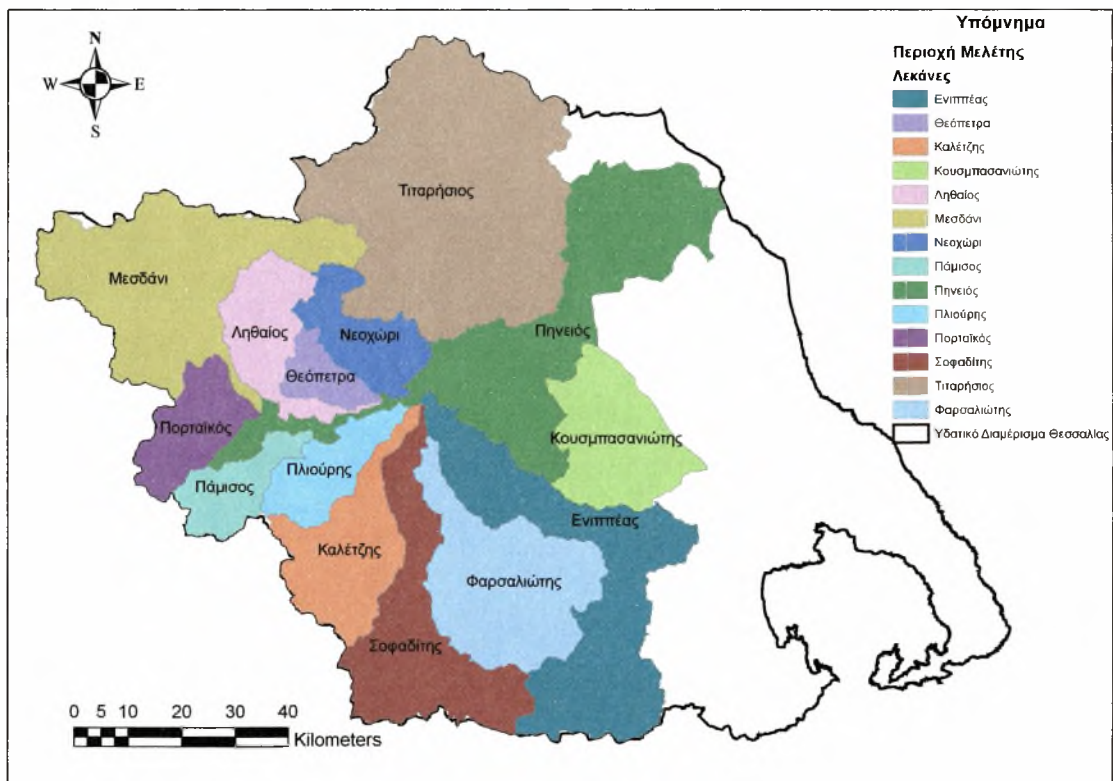 Υπόμνημα
Περιοχή Μελέτης
Λεκάνες
Ενιππέας
Θεόπετρα
Καλέτζης
Κουσμπασανιώτης
Ληθαίος
Μεσδάνι
Νεοχώρι
Πάμισος
Πηνειός
Πλιούρης
Πορταϊκός
Σοφαδίτης
Τιταρήσιος
Φαρσαλιώτης
Υδατικό Διαμέρισμα Θεσσαλίας
N
W E
S
Τιταρήσιος
Μεσδάνι
Ληθαίος
Νεοχώρι
Πηνειός
Θεόπετρα
Πορταϊκός
Κουσμπασανιώτης
Πλιούρης
Πάμισος
Ενιππέας
Καλέτζης
Φαρσαλιώτης
Σοφαδίτης
0 5 10 20 30 40
Kilometers